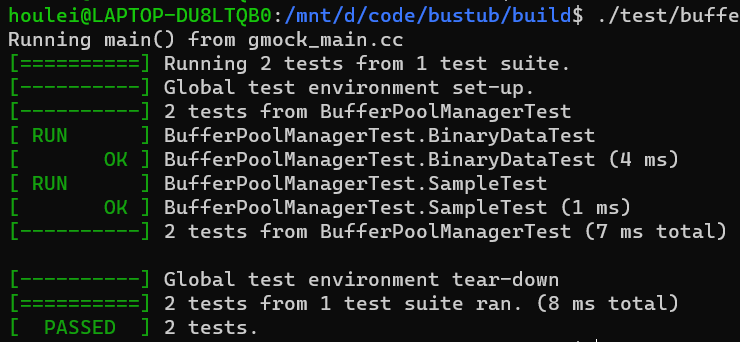 houlei@LAPTOP-DU8LTQB0:/mnt/d/code/bustub/build$ ./test/buffe
Running main() from gmock_main.cc
[==========] Running 2 tests from 1 test suite.
[----------] Global test environment set-up.
[----------] 2 tests from BufferPoolManagerTest
[ RUN      ] BufferPoolManagerTest.BinaryDataTest
[       OK ] BufferPoolManagerTest.BinaryDataTest (4 ms)
[ RUN      ] BufferPoolManagerTest.SampleTest
[       OK ] BufferPoolManagerTest.SampleTest (1 ms)
[----------] 2 tests from BufferPoolManagerTest (7 ms total)
[----------] Global test environment tear-down
[==========] 2 tests from 1 test suite ran. (8 ms total)
[  PASSED  ] 2 tests.